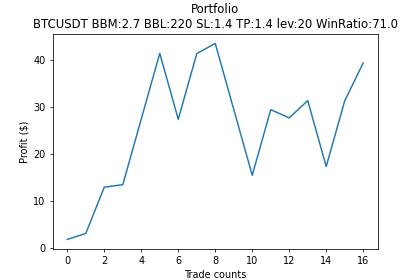 Portfolio
BTCUSDT BBM:2.7 BBL:220 SL:1.4 TP:1.4 lev:20 WinRatio:71.0
40
30
20
10
0
Profit ($)
0 2 4 6 8 10 12 14 16
Trade counts